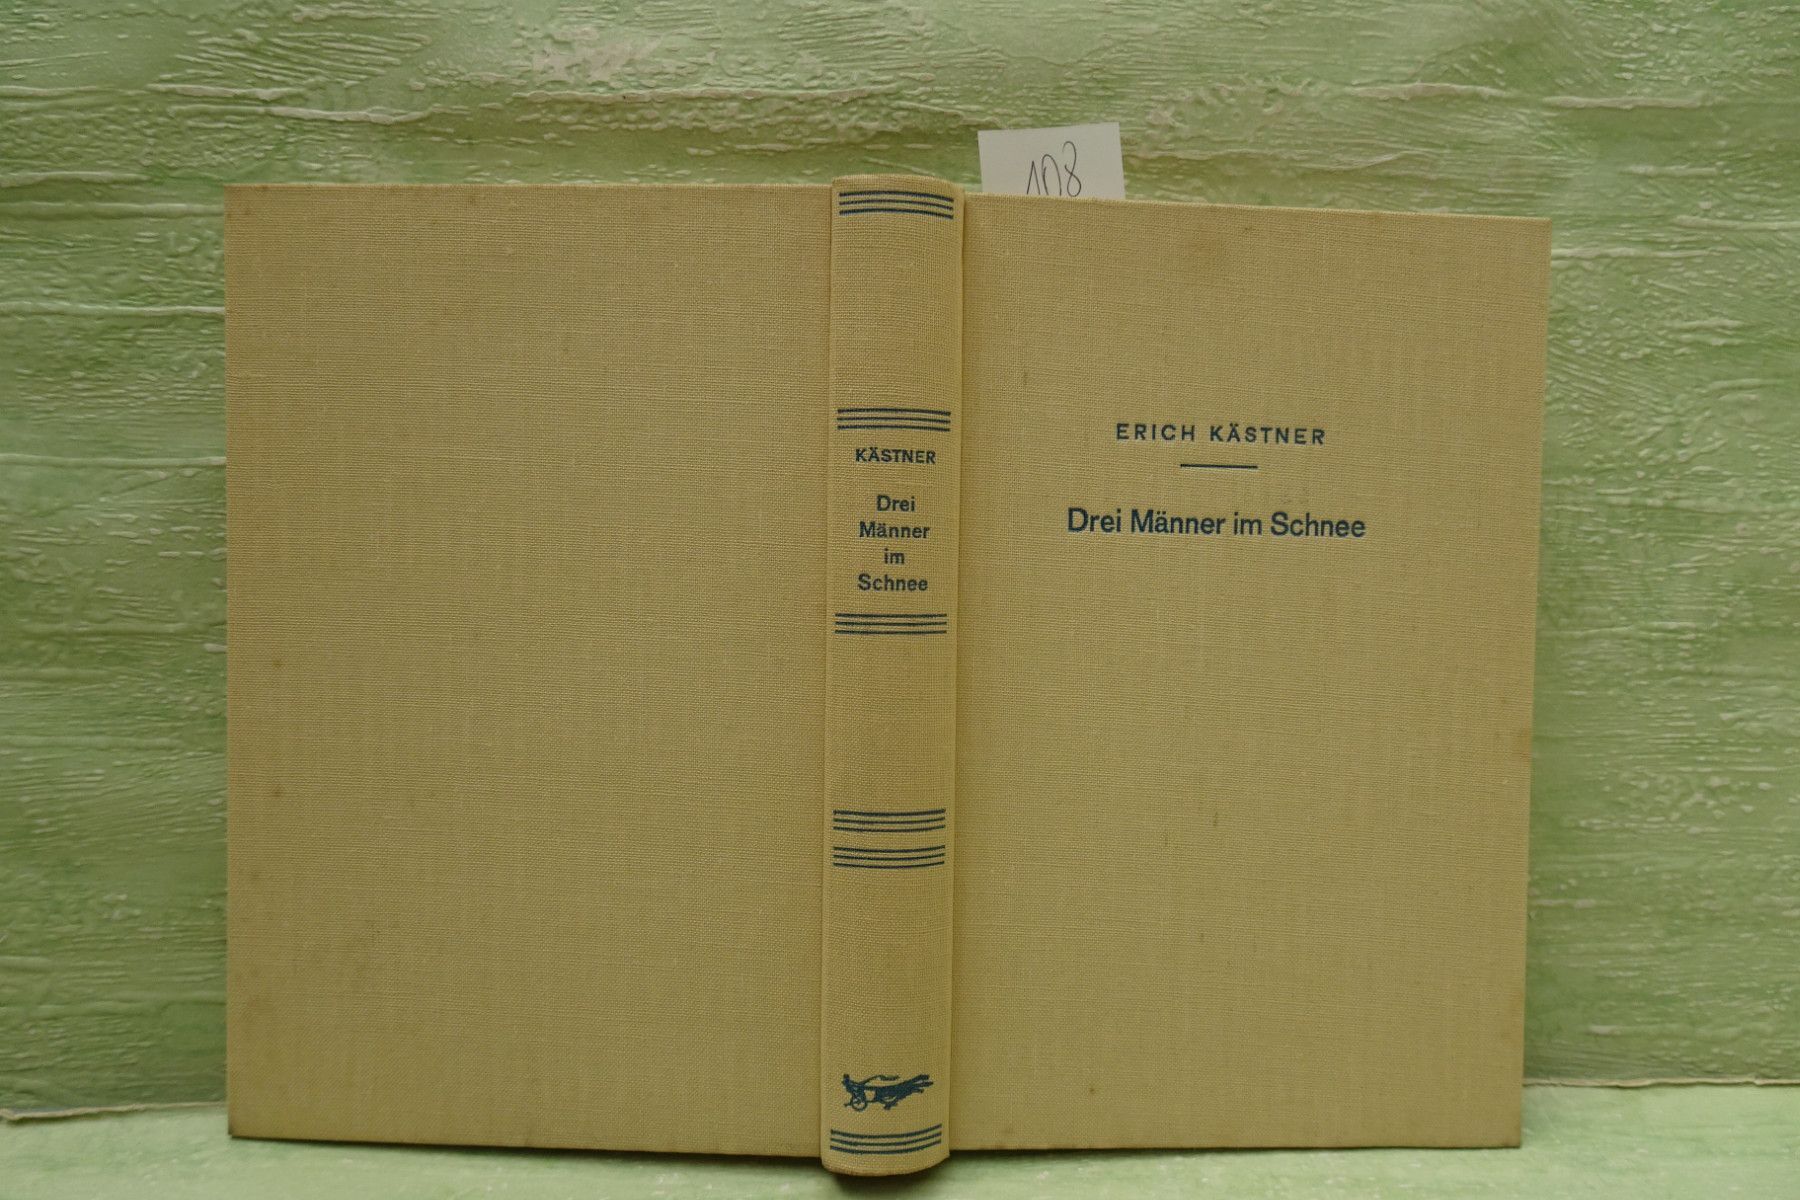 108
KÄSTNER
Drei
Männer
im
Schnee
ERICH KÄSTNER
Drei Männer im Schnee